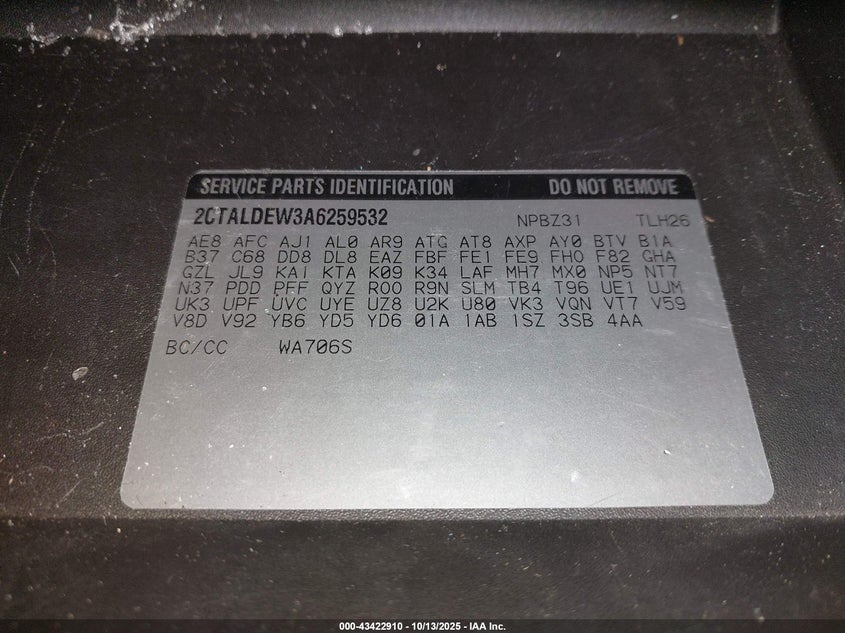 SERVICE PARTS IDENTIFICATION DO NOT REMOVE
2CTALDEW3A6259532 NPBZ31 TLH26
AE8 AFC AJ1 AL0 AR9 ATG AT8 AXP AY0 BTV B1A
B37 C68 DD8 DL8 EAZ FBF FE1 FE9 FHO F82 GHA
GZL JL9 KA1 KTA K09 K34 LAF MH7 MX0 NP5 NT7
N37 PDD PFF QYZ ROO R9N SLM TB4 T96 UE1 UJM
UK3 UPF UVC UYE UZ8 U2K U80 VK3 VQN VT7 V59
V8D V92 YB6 YD5 YD6 01A 1AB 1SZ 3SB 4AA
BC/CC WA706S
000-43422910 - 10/13/2025 - IAA Inc.